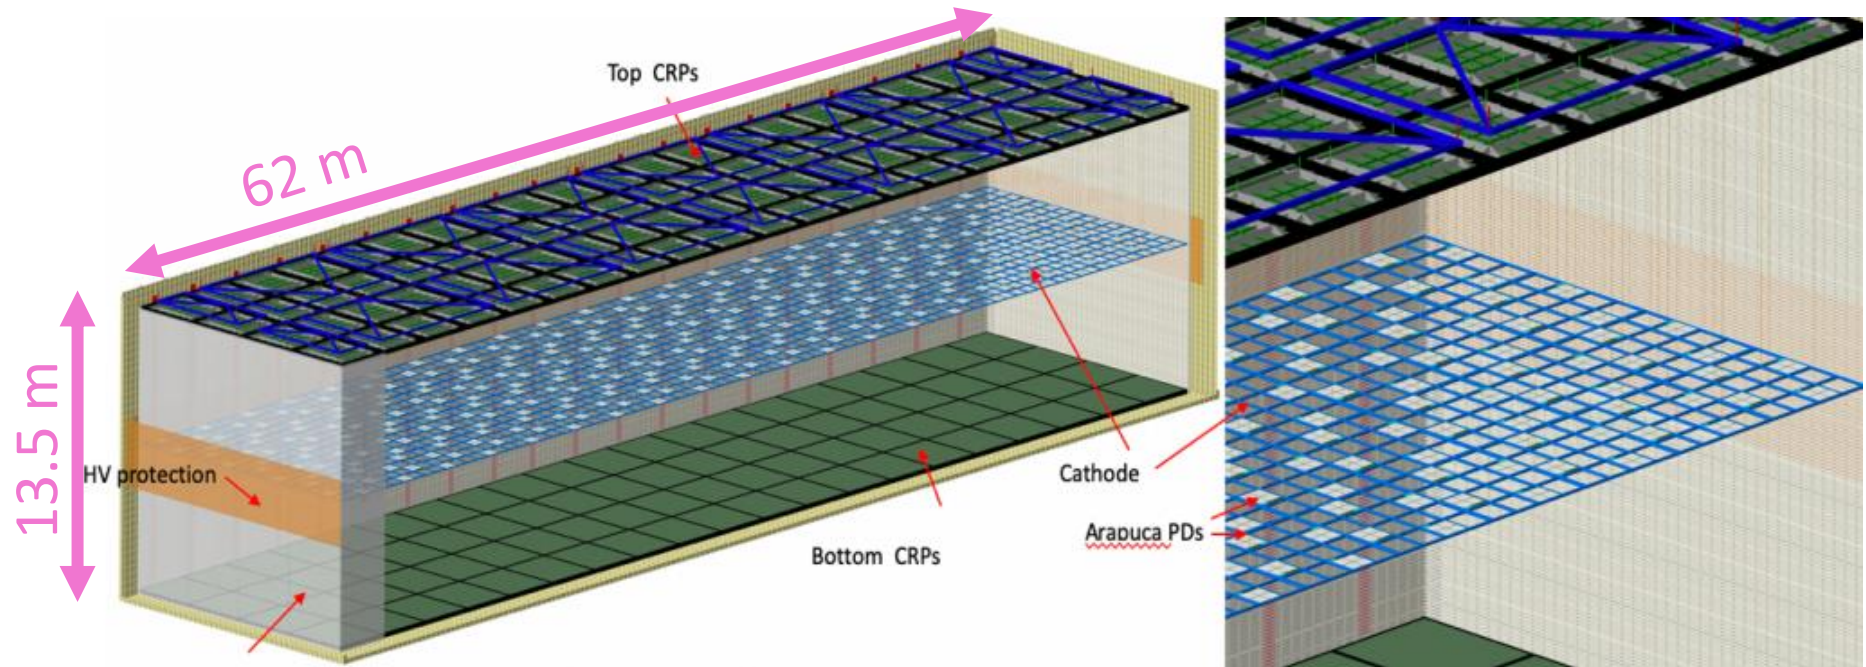 Top CRPs
62 m
13.5 m
HV protection
Cathode
Arapuca PDs
Bottom CRPs